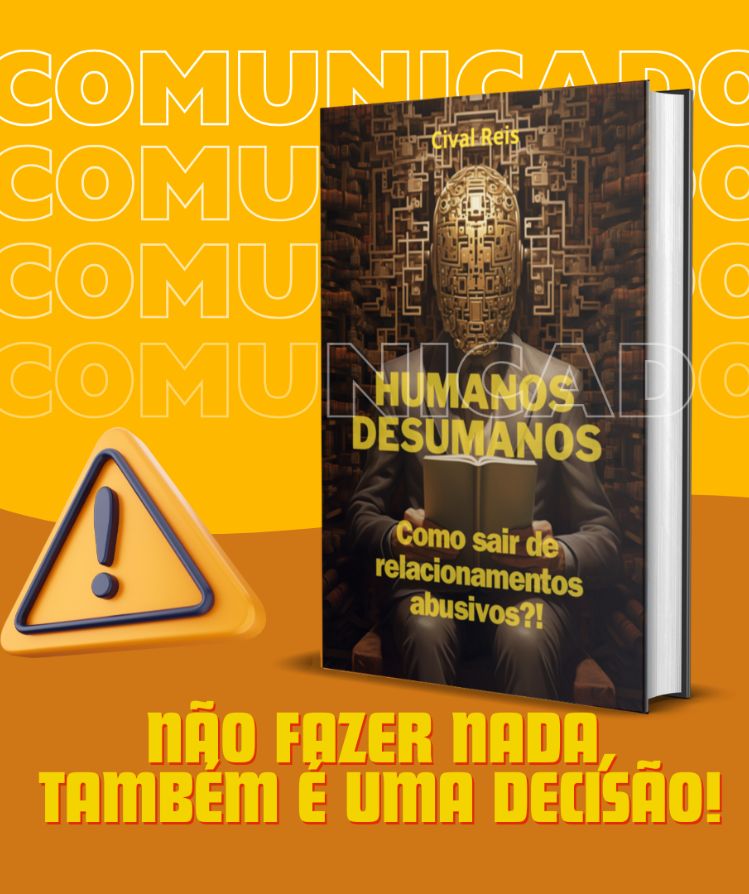 COMUNICADO
COMUNICADO
COMUNICADO
COMUNICADO
Cival Reis
HUMANOS
DESUMANOS
Como sair de
relacionamentos
abusivos?!
NÃO FAZER NADA,
TAMBÉM É UMA DECISÃO!